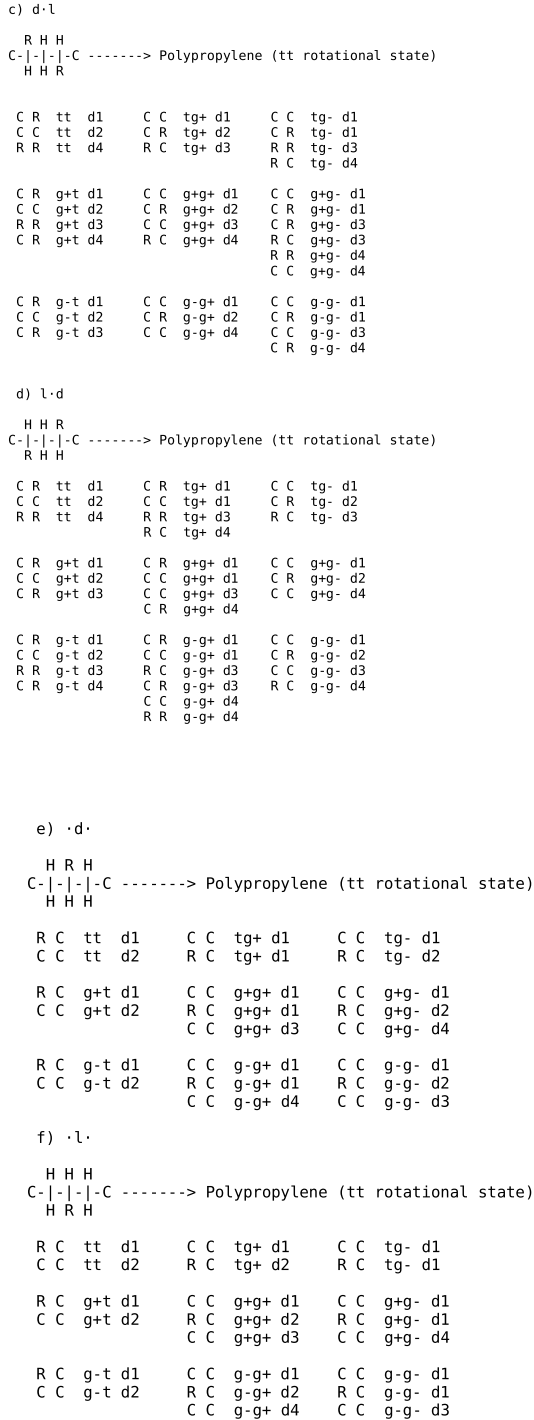 c) d·l
R H H
C-|-|-|-C -------> Polypropylene (tt rotational state)
H H R
C R tt d1 C C tg+ d1 C C tg- d1
C C tt d2 C R tg+ d2 C R tg- d1
R R tt d4 R C tg+ d3 R R tg- d3
R C tg- d4
C R g+t d1 C C g+g+ d1 C C g+g- d1
C C g+t d2 C R g+g+ d2 C R g+g- d1
R R g+t d3 C C g+g+ d3 C R g+g- d3
C R g+t d4 R C g+g+ d4 R C g+g- d3
R R g+g- d4
C C g+g- d4
C R g-t d1 C C g-g+ d1 C C g-g- d1
C C g-t d2 C R g-g+ d2 C R g-g- d1
C R g-t d3 C C g-g+ d4 C C g-g- d3
C R g-g- d4
d) l·d
H H R
C-|-|-|-C -------> Polypropylene (tt rotational state)
R H H
C R tt d1 C R tg+ d1 C C tg- d1
C C tt d2 C C tg+ d1 C R tg- d2
R R tt d4 R R tg+ d3 R C tg- d3
R C tg+ d4
C R g+t d1 C R g+g+ d1 C C g+g- d1
C C g+t d2 C C g+g+ d1 C R g+g- d2
C R g+t d3 C C g+g+ d3 C C g+g- d4
C R g+g+ d4
C R g-t d1 C R g-g+ d1 C C g-g- d1
C C g-t d2 C C g-g+ d1 C R g-g- d2
R R g-t d3 R C g-g+ d3 C C g-g- d3
C R g-t d4 C R g-g+ d3 R C g-g- d4
C C g-g+ d4
R R g-g+ d4
e) ·d·
H R H
C-|-|-|-C -------> Polypropylene (tt rotational state)
H H H
R C tt d1 C C tg+ d1 C C tg- d1
C C tt d2 R C tg+ d1 R C tg- d2
R C g+t d1 C C g+g+ d1 C C g+g- d1
C C g+t d2 R C g+g+ d1 R C g+g- d2
C C g+g+ d3 C C g+g- d4
R C g-t d1 C C g-g+ d1 C C g-g- d1
C C g-t d2 R C g-g+ d1 R C g-g- d2
C C g-g+ d4 C C g-g- d3
f) ·l·
H H H
C-|-|-|-C -------> Polypropylene (tt rotational state)
H R H
R C tt d1 C C tg+ d1 C C tg- d1
C C tt d2 R C tg+ d2 R C tg- d1
R C g+t d1 C C g+g+ d1 C C g+g- d1
C C g+t d2 R C g+g+ d2 R C g+g- d1
C C g+g+ d3 C C g+g- d4
R C g-t d1 C C g-g+ d1 C C g-g- d1
C C g-t d2 R C g-g+ d2 R C g-g- d1
C C g-g+ d4 C C g-g- d3